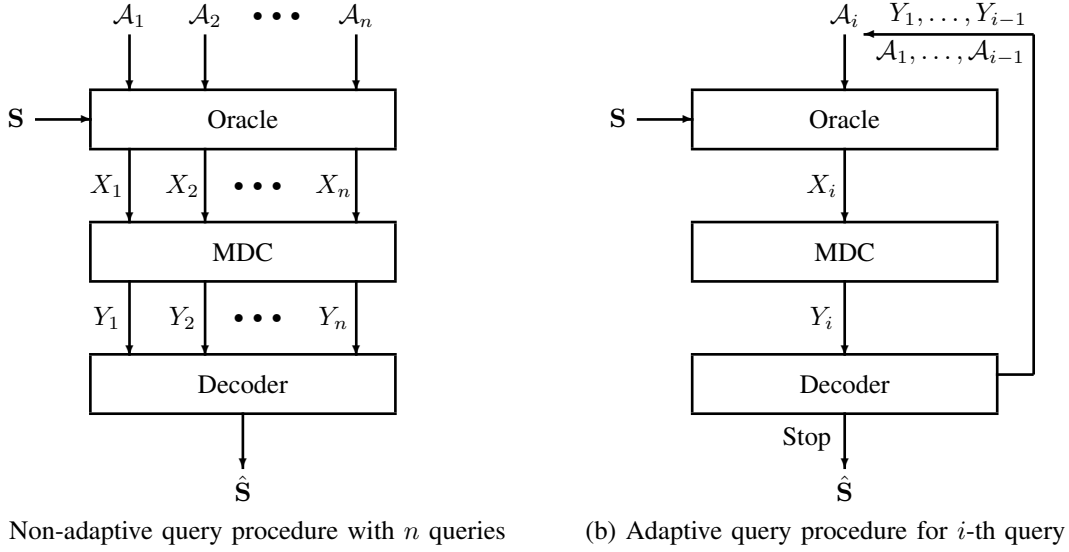 𝒜₁ 𝒜₂ • • • 𝒜ₙ
S
Oracle
X₁ X₂ • • • Xₙ
MDC
Y₁ Y₂ • • • Yₙ
Decoder
Ŝ
Non-adaptive query procedure with n queries
𝒜ᵢ
Y₁, . . . , Yᵢ₋₁
𝒜₁, . . . , 𝒜ᵢ₋₁
S
Oracle
Xᵢ
MDC
Yᵢ
Decoder
Stop
Ŝ
(b) Adaptive query procedure for i-th query